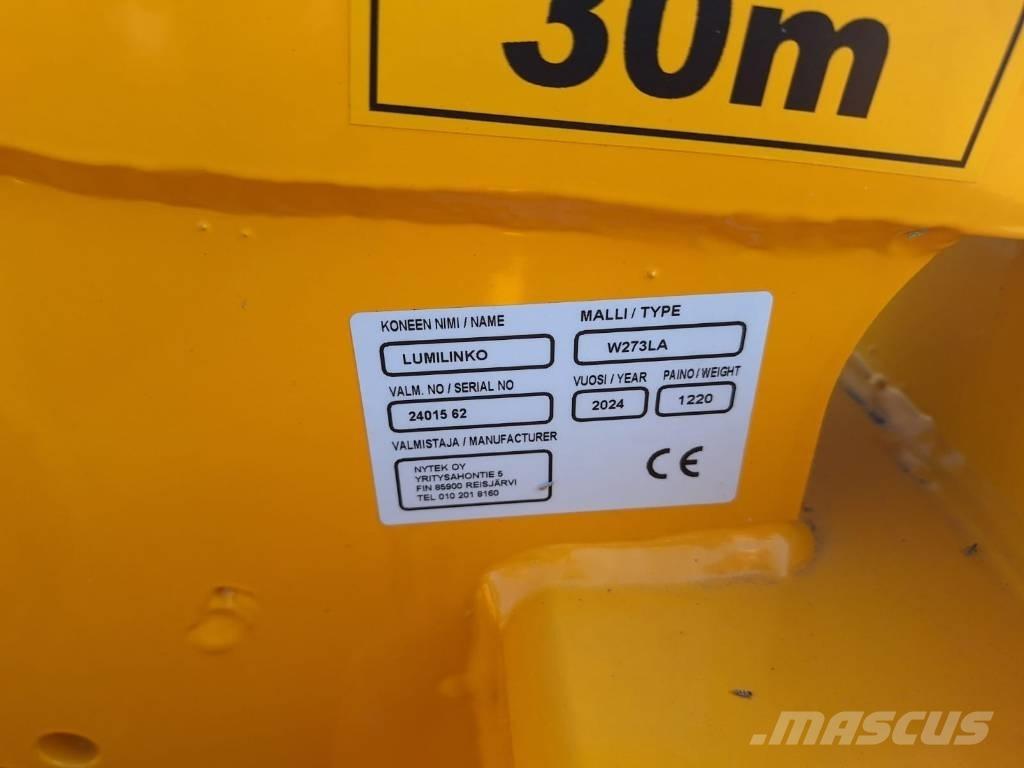 30m
KONEEN NIMI / NAME
LUMILINKO
MALLI / TYPE
W273LA
VALM. NO / SERIAL NO
24015 62
VUOSI / YEAR
2024
PAINO / WEIGHT
1220
VALMISTAJA / MANUFACTURER
NYTEK OY
YRITYSAHONTIE 5
FIN 85900 REISJÄRVI
TEL 010 201 8160
CE
MASCUS